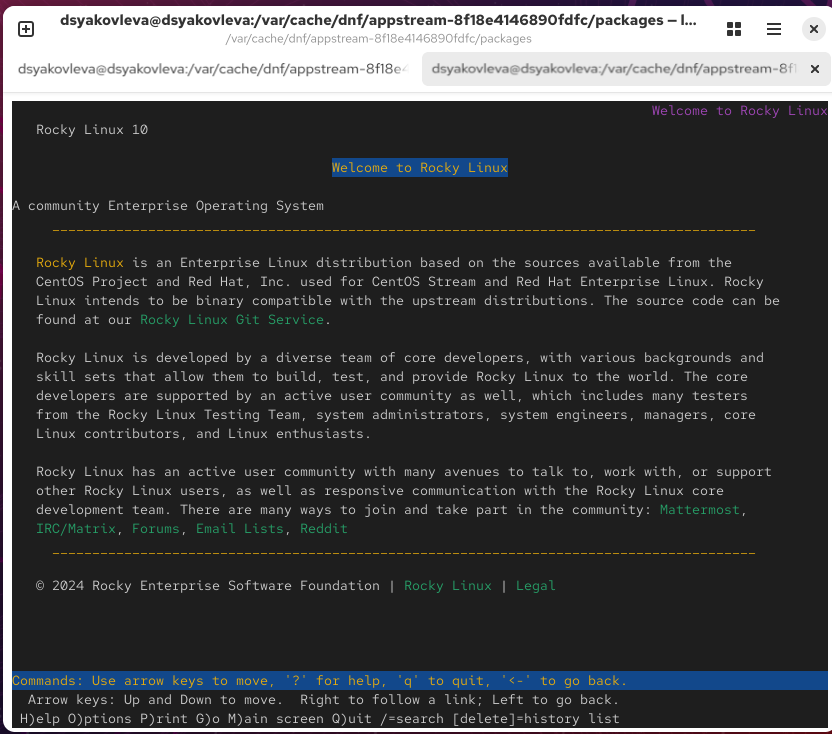 dsyakovleva@dsyakovleva:/var/cache/dnf/appstream-8f18e4146890fdfc/packages — l...
/var/cache/dnf/appstream-8f18e4146890fdfc/packages
dsyakovleva@dsyakovleva:/var/cache/dnf/appstream-8f18e4
dsyakovleva@dsyakovleva:/var/cache/dnf/appstream-8f1
Welcome to Rocky Linux
Rocky Linux 10
Welcome to Rocky Linux
A community Enterprise Operating System
Rocky Linux is an Enterprise Linux distribution based on the sources available from the
CentOS Project and Red Hat, Inc. used for CentOS Stream and Red Hat Enterprise Linux. Rocky
Linux intends to be binary compatible with the upstream distributions. The source code can be
found at our Rocky Linux Git Service.
Rocky Linux is developed by a diverse team of core developers, with various backgrounds and
skill sets that allow them to build, test, and provide Rocky Linux to the world. The core
developers are supported by an active user community as well, which includes many testers
from the Rocky Linux Testing Team, system administrators, system engineers, managers, core
Linux contributors, and Linux enthusiasts.
Rocky Linux has an active user community with many avenues to talk to, work with, or support
other Rocky Linux users, as well as responsive communication with the Rocky Linux core
development team. There are many ways to join and take part in the community: Mattermost,
IRC/Matrix, Forums, Email Lists, Reddit
© 2024 Rocky Enterprise Software Foundation | Rocky Linux | Legal
Commands: Use arrow keys to move, '?' for help, 'q' to quit, '<-' to go back.
Arrow keys: Up and Down to move.  Right to follow a link; Left to go back.
H)elp O)ptions P)rint G)o M)ain screen Q)uit /=search [delete]=history list